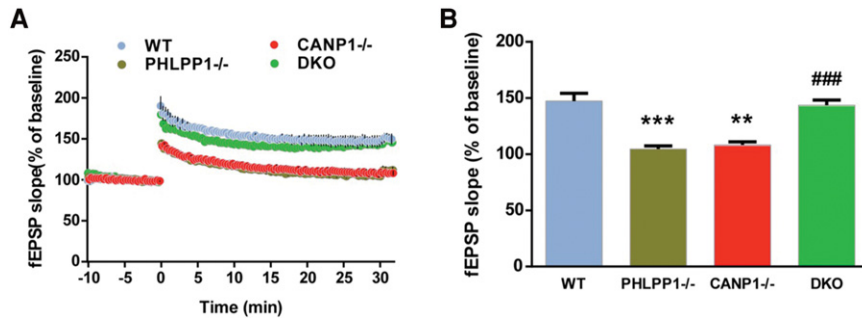 A
WT
CANP1-/-
PHLPP1-/-
DKO
fEPSP slope(% of baseline)
250
200
150
100
50
0
-10
-5
0
5
10
15
20
25
30
Time (min)
B
fEPSP slope (% of baseline)
200
150
100
50
0
***
**
###
WT
PHLPP1-/-
CANP1-/-
DKO